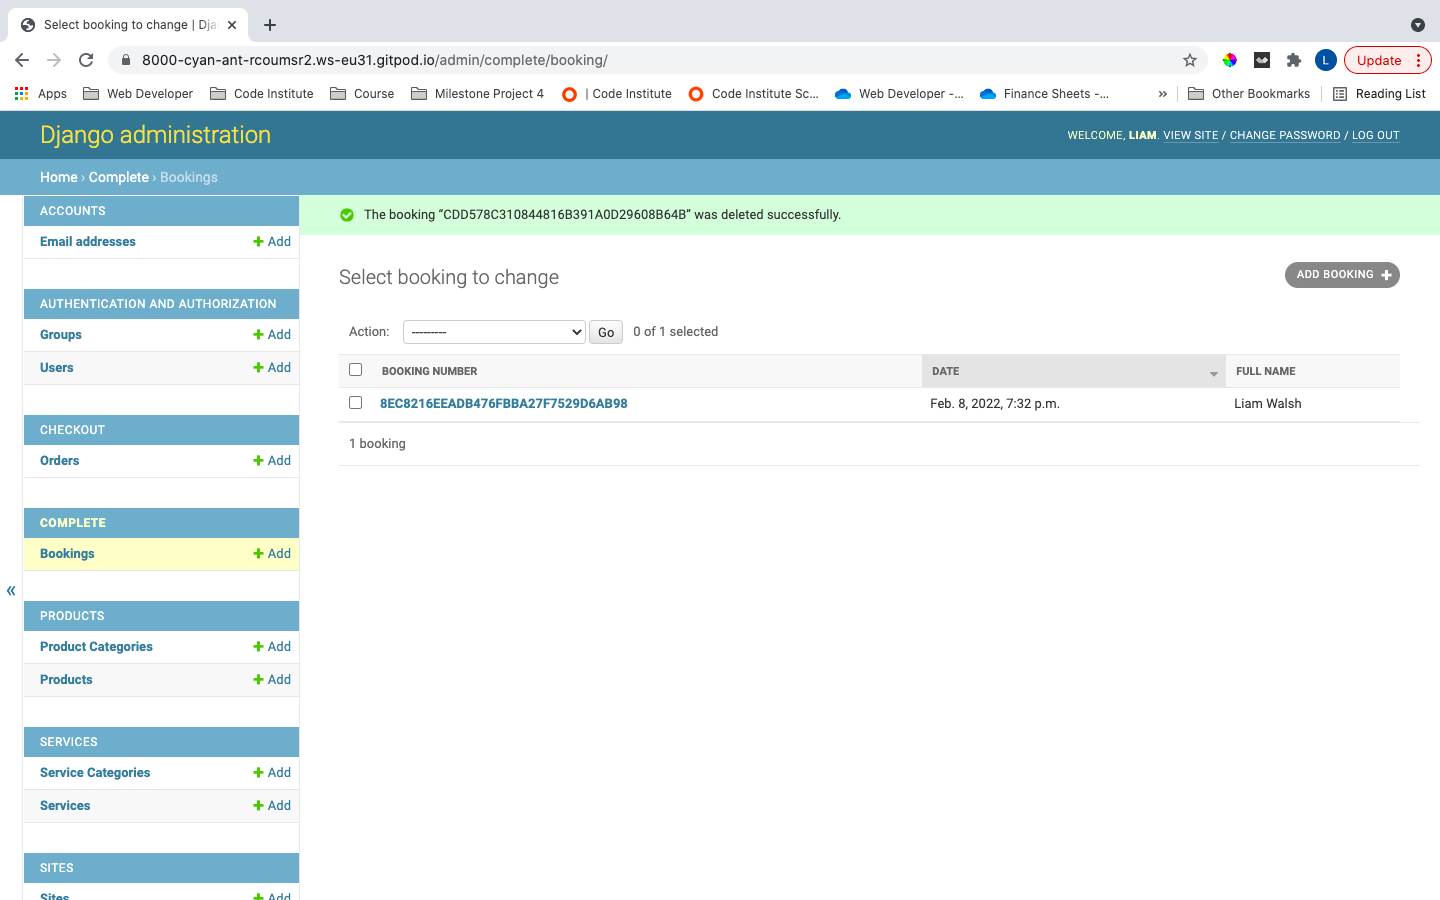 Select booking to change | Dja
8000-cyan-ant-rcoumsr2.ws-eu31.gitpod.io/admin/complete/booking/
L
Update
Apps
Web Developer
Code Institute
Course
Milestone Project 4
| Code Institute
Code Institute Sc...
Web Developer -...
Finance Sheets -...
»
Other Bookmarks
Reading List
Django administration
WELCOME, LIAM. VIEW SITE / CHANGE PASSWORD / LOG OUT
Home › Complete › Bookings
ACCOUNTS
Email addresses
Add
AUTHENTICATION AND AUTHORIZATION
Groups
Add
Users
Add
CHECKOUT
Orders
Add
COMPLETE
Bookings
Add
«
PRODUCTS
Product Categories
Add
Products
Add
SERVICES
Service Categories
Add
Services
Add
SITES
Sites
Add
The booking “CDD578C310844816B391A0D29608B64B” was deleted successfully.
Select booking to change
ADD BOOKING
Action:
---------
Go
0 of 1 selected
BOOKING NUMBER
DATE
FULL NAME
8EC8216EEADB476FBBA27F7529D6AB98
Feb. 8, 2022, 7:32 p.m.
Liam Walsh
1 booking